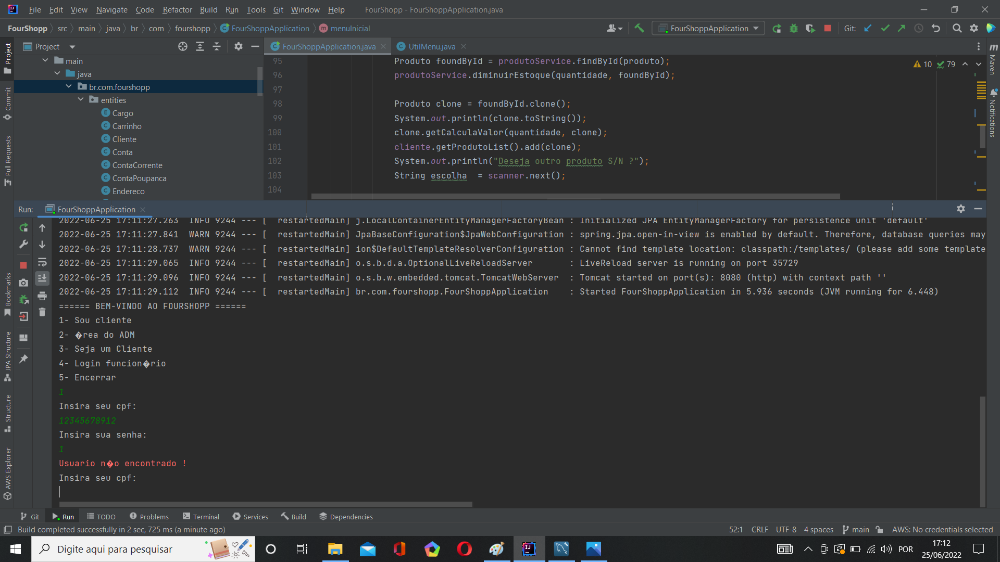 File Edit View Navigate Code Refactor Build Run Tools Git Window Help FourShopp - FourShoppApplication.java
FourShopp src main java br com fourshopp FourShoppApplication menuInicial FourShoppApplication Git:
Project FourShoppApplication.java UtilMenu.java
main
java
br.com.fourshopp
entities
Cargo
Carrinho
Cliente
Conta
ContaCorrente
ContaPoupanca
Endereco
95 Produto foundById = produtoService.findById(produto);
96 produtoService.diminuirEstoque(quantidade, foundById);
97
98 Produto clone = foundById.clone();
99 System.out.println(clone.toString());
100 clone.getCalculaValor(quantidade, clone);
101 cliente.getProdutoList().add(clone);
102 System.out.println("Deseja outro produto S/N ?");
103 String escolha  = scanner.next();
104
10 79
Project
Commit
Pull Requests
Bookmarks
JPA Structure
Structure
AWS Explorer
Maven
Notifications
Run: FourShoppApplication
2022-06-25 17:11:27.263  INFO 9244 --- [  restartedMain] j.LocalContainerEntityManagerFactoryBean : Initialized JPA EntityManagerFactory for persistence unit 'default'
2022-06-25 17:11:27.841  WARN 9244 --- [  restartedMain] JpaBaseConfiguration$JpaWebConfiguration : spring.jpa.open-in-view is enabled by default. Therefore, database queries may
2022-06-25 17:11:28.737  WARN 9244 --- [  restartedMain] ion$DefaultTemplateResolverConfiguration : Cannot find template location: classpath:/templates/ (please add some template
2022-06-25 17:11:29.065  INFO 9244 --- [  restartedMain] o.s.b.d.a.OptionalLiveReloadServer       : LiveReload server is running on port 35729
2022-06-25 17:11:29.096  INFO 9244 --- [  restartedMain] o.s.b.w.embedded.tomcat.TomcatWebServer  : Tomcat started on port(s): 8080 (http) with context path ''
2022-06-25 17:11:29.112  INFO 9244 --- [  restartedMain] br.com.fourshopp.FourShoppApplication    : Started FourShoppApplication in 5.936 seconds (JVM running for 6.448)
====== BEM-VINDO AO FOURSHOPP ======
1- Sou cliente
2- �rea do ADM
3- Seja um Cliente
4- Login funcion�rio
5- Encerrar
1
Insira seu cpf:
12345678912
Insira sua senha:
1
Usuario n�o encontrado !
Insira seu cpf:
Git Run TODO Problems Terminal Services Build Dependencies
Build completed successfully in 2 sec, 725 ms (a minute ago) 52:1 CRLF UTF-8 4 spaces main AWS: No credentials selected
Digite aqui para pesquisar POR 17:12
25/06/2022